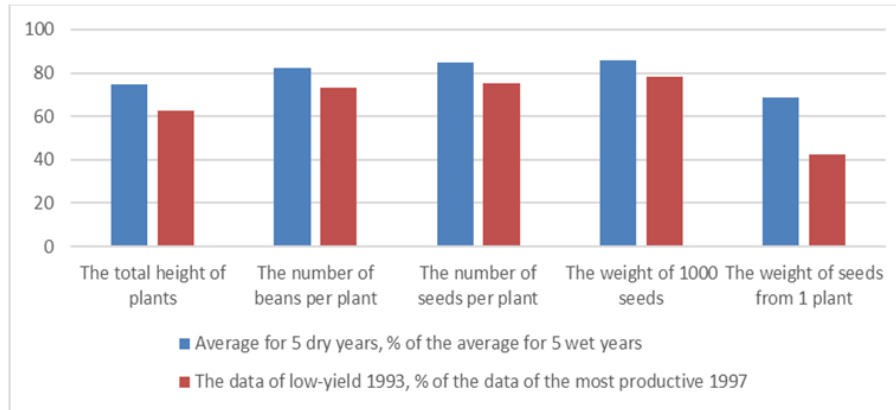 100
80
60
40
20
0
The total height of The number of The number of The weight of 1000 The weight of seeds
plants beans per plant seeds per plant seeds from 1 plant
Average for 5 dry years, % of the average for 5 wet years
The data of low-yield 1993, % of the data of the most productive 1997